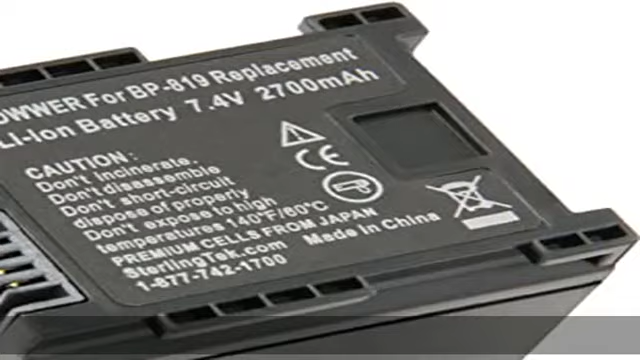 OWWER For BP-819 Replacement
LI-Ion Battery 7.4V 2700mAh
CAUTION:
Don't incinerate.
Don't disassemble
Don't short-circuit
dispose of properly
Don't expose to high
temperatures 140°F/60°C
PREMIUM CELLS FROM JAPAN
SterlingTek.com Made in China
1-877-742-1700
CE